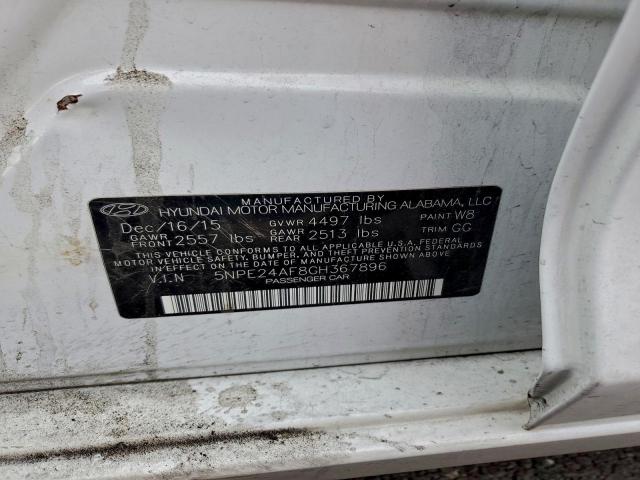 MANUFACTURED BY
HYUNDAI MOTOR MANUFACTURING ALABAMA, LLC
Dec/16/15 GVWR 4497 lbs PAINT W8
GAWR FRONT 2557 lbs GAWR REAR 2513 lbs TRIM GG
THIS VEHICLE CONFORMS TO ALL APPLICABLE U.S.A. FEDERAL
MOTOR VEHICLE SAFETY, BUMPER, AND THEFT PREVENTION STANDARDS
IN EFFECT ON THE DATE OF MANUFACTURE SHOWN ABOVE.
V.I.N 5NPE24AF8CH367896
PASSENGER CAR